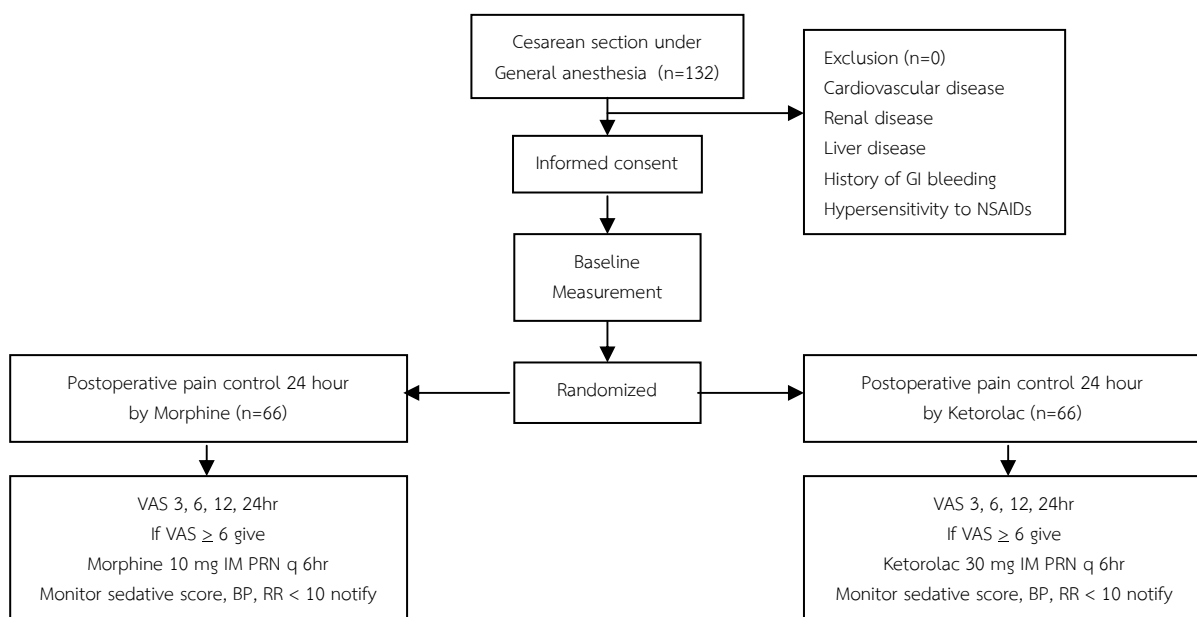 Cesarean section under
General anesthesia (n=132)
Exclusion (n=0)
Cardiovascular disease
Renal disease
Liver disease
History of GI bleeding
Hypersensitivity to NSAIDs
Informed consent
Baseline
Measurement
Randomized
Postoperative pain control 24 hour
by Morphine (n=66)
Postoperative pain control 24 hour
by Ketorolac (n=66)
VAS 3, 6, 12, 24hr
If VAS ≥ 6 give
Morphine 10 mg IM PRN q 6hr
Monitor sedative score, BP, RR < 10 notify
VAS 3, 6, 12, 24hr
If VAS ≥ 6 give
Ketorolac 30 mg IM PRN q 6hr
Monitor sedative score, BP, RR < 10 notify